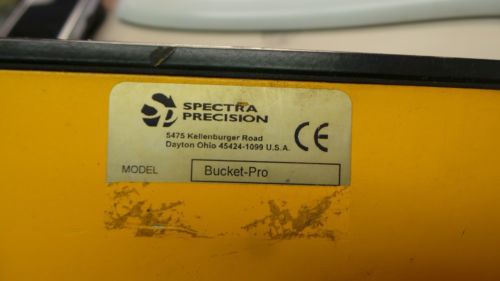 SPECTRA
PRECISION
5475 Kellenburger Road
Dayton Ohio 45424-1099 U.S.A.
CE
MODEL Bucket-Pro